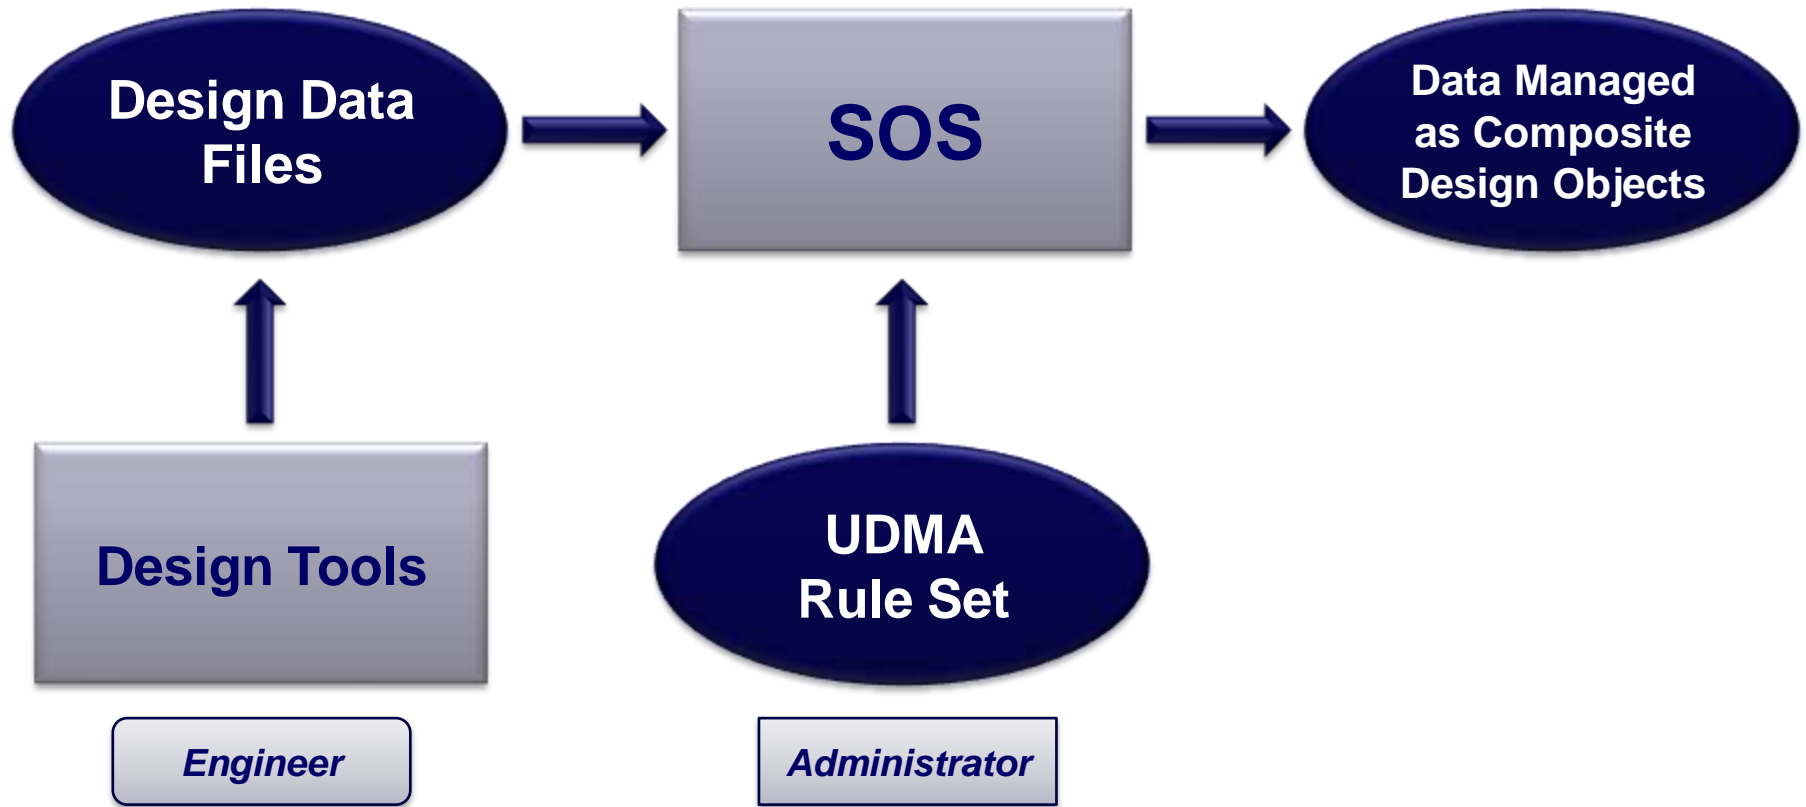 Design Data
Files
SOS
Data Managed
as Composite
Design Objects
Design Tools
UDMA
Rule Set
Engineer
Administrator